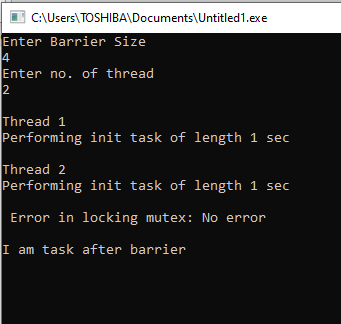 C:\Users\TOSHIBA\Documents\Untitled1.exe
Enter Barrier Size
4
Enter no. of thread
2
Thread 1
Performing init task of length 1 sec
Thread 2
Performing init task of length 1 sec
Error in locking mutex: No error
I am task after barrier